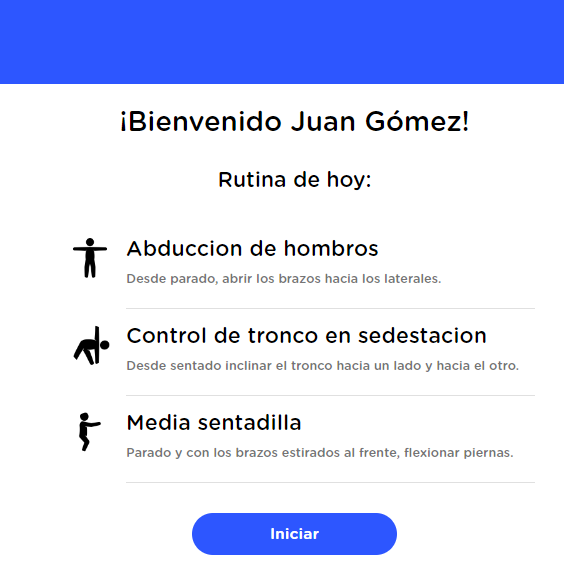 ¡Bienvenido Juan Gómez!
Rutina de hoy:
Abduccion de hombros
Desde parado, abrir los brazos hacia los laterales.
Control de tronco en sedestacion
Desde sentado inclinar el tronco hacia un lado y hacia el otro.
Media sentadilla
Parado y con los brazos estirados al frente, flexionar piernas.
Iniciar